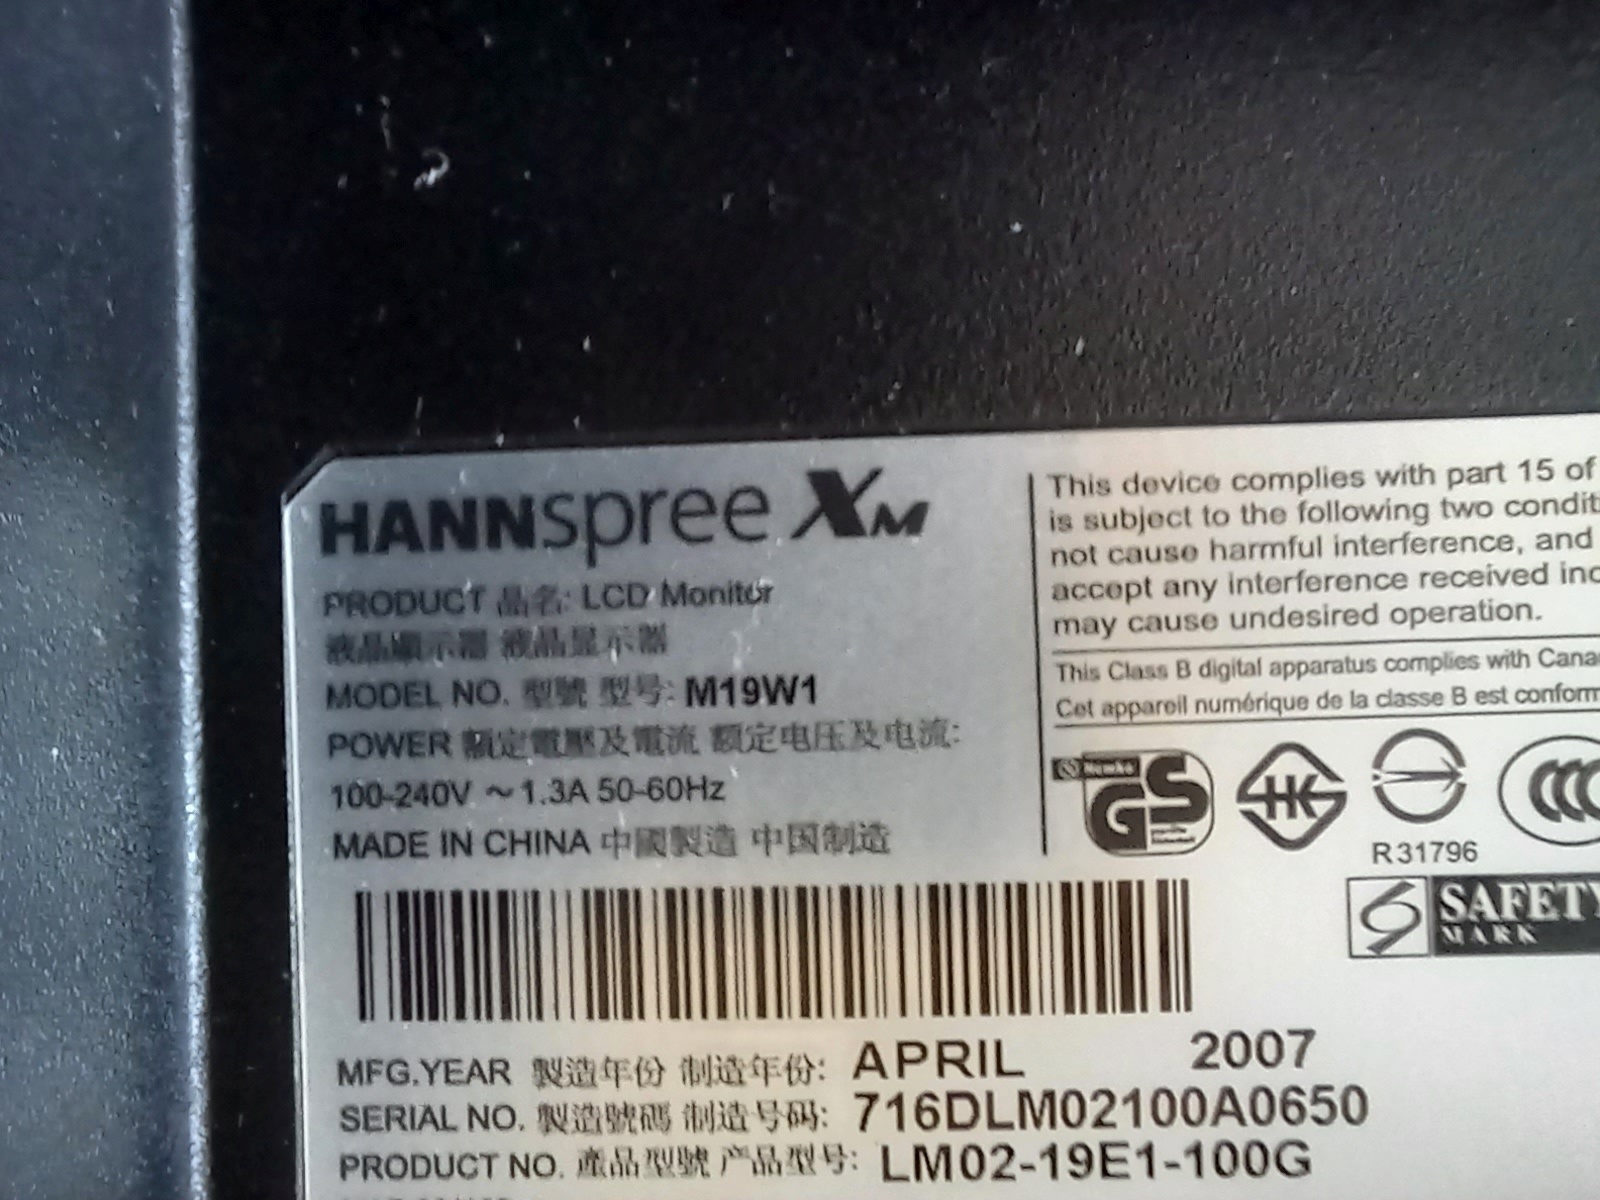 HANNspree XM
PRODUCT 品名: LCD Monitor
液晶顯示器 液晶显示器
MODEL NO. 型號 型号: M19W1
POWER 額定電壓及電流 额定电压及电流:
100-240V ~ 1.3A 50-60Hz
MADE IN CHINA 中國製造 中国制造
This device complies with part 15 of
is subject to the following two condit
not cause harmful interference, and
accept any interference received inc
may cause undesired operation.
This Class B digital apparatus complies with Cana
Cet appareil numérique de la classe B est conform
Nemko
GS
HK
CCC
R31796
S SAFETY
MARK
MFG.YEAR 製造年份 制造年份: APRIL 2007
SERIAL NO. 製造號碼 制造号码: 716DLM02100A0650
PRODUCT NO. 產品型號 产品型号: LM02-19E1-100G